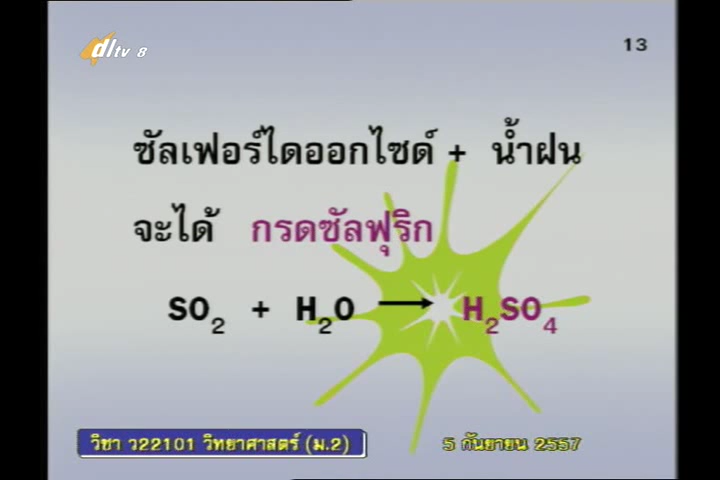 dltv 8
13
ซัลเฟอร์ไดออกไซด์ + น้ำฝน
จะได้ กรดซัลฟุริก
SO₂ + H₂O ⟶ H₂SO₄
วิชา ว22101 วิทยาศาสตร์ (ม.2)
5 กันยายน 2557